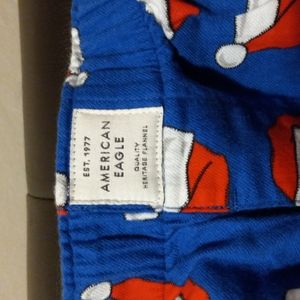 EST. 1977
AMERICAN
EAGLE
QUALITY
HERITAGE FLANNEL